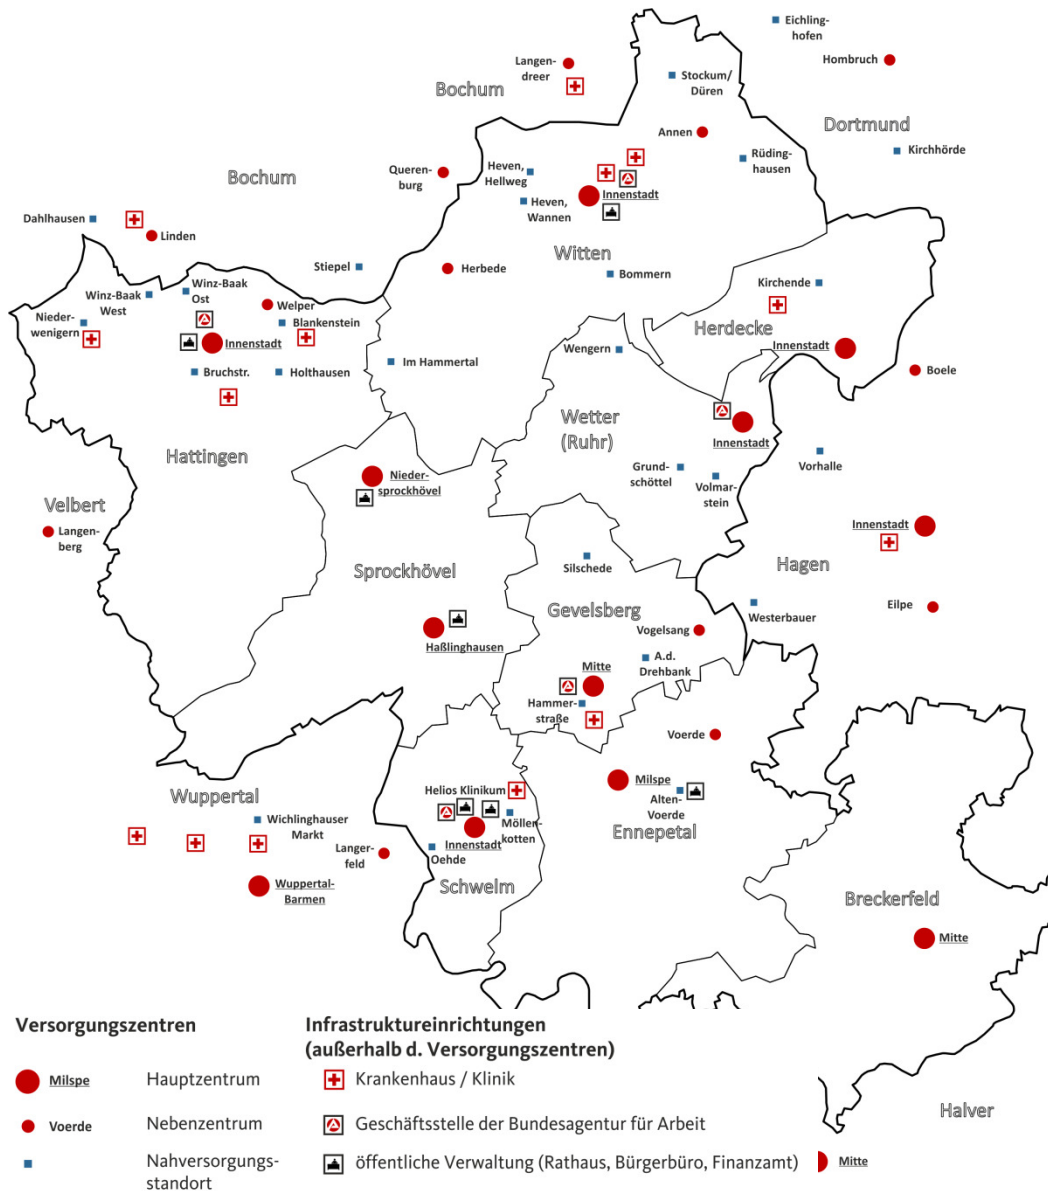 Eichling-
hofen
Langen-
dreer
Hombruch
Bochum
Stockum/
Düren
Dortmund
Annen
Kirchhörde
Rüding-
hausen
Bochum
Queren-
burg
Heven,
Hellweg
Innenstadt
Heven,
Wannen
Dahlhausen
Linden
Witten
Stiepel
Herbede
Bommern
Kirchende
Winz-Baak
Ost
Winz-Baak
West
Welper
Nieder-
wenigern
Blankenstein
Innenstadt
Herdecke
Innenstadt
Wengern
Im Hammertal
Bruchstr.
Holthausen
Boele
Wetter
(Ruhr)
Innenstadt
Hattingen
Vorhalle
Nieder-
sprockhövel
Grund-
schöttel
Volmar-
stein
Velbert
Langen-
berg
Innenstadt
Hagen
Sprockhövel
Silschede
Gevelsberg
Westerbauer
Eilpe
Vogelsang
Haßlinghausen
A.d.
Drehbank
Mitte
Hammer-
straße
Voerde
Milspe
Alten-
Voerde
Ennepetal
Wuppertal
Helios Klinikum
Wichlinghauser
Markt
Möllen-
kotten
Innenstadt
Oehde
Langer-
feld
Schwelm
Wuppertal-
Barmen
Breckerfeld
Mitte
Versorgungszentren
Milspe
Hauptzentrum
Voerde
Nebenzentrum
Nahversorgungs-
standort
Infrastruktureinrichtungen
(außerhalb d. Versorgungszentren)
Krankenhaus / Klinik
Geschäftsstelle der Bundesagentur für Arbeit
öffentliche Verwaltung (Rathaus, Bürgerbüro, Finanzamt)
Halver
Mitte